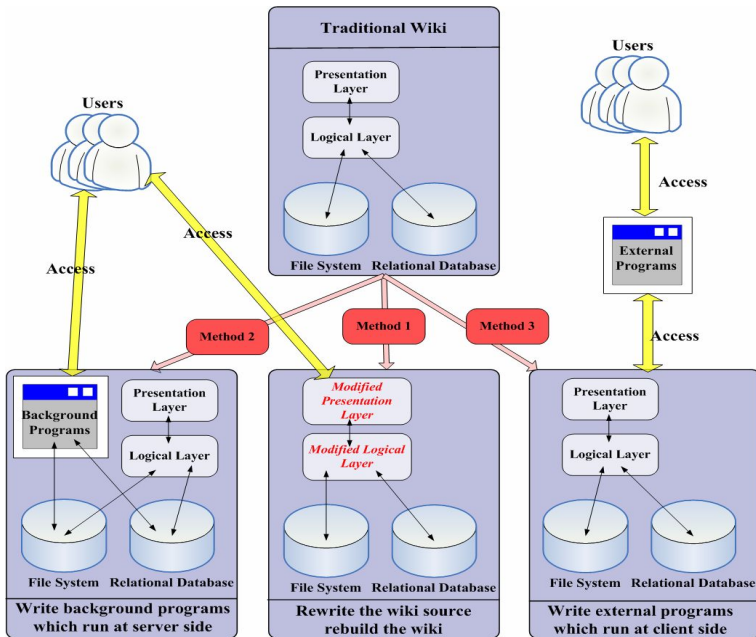 Traditional Wiki
Presentation
Layer
Logical Layer
File System
Relational Database
Users
Access
Access
Users
Access
External
Programs
Access
Method 2
Method 1
Method 3
Background
Programs
Presentation
Layer
Logical Layer
File System
Relational Database
Write background programs
which run at server side
Modified
Presentation
Layer
Modified Logical
Layer
File System
Relational Database
Rewrite the wiki source
rebuild the wiki
Presentation
Layer
Logical Layer
File System
Relational Database
Write external programs
which run at client side